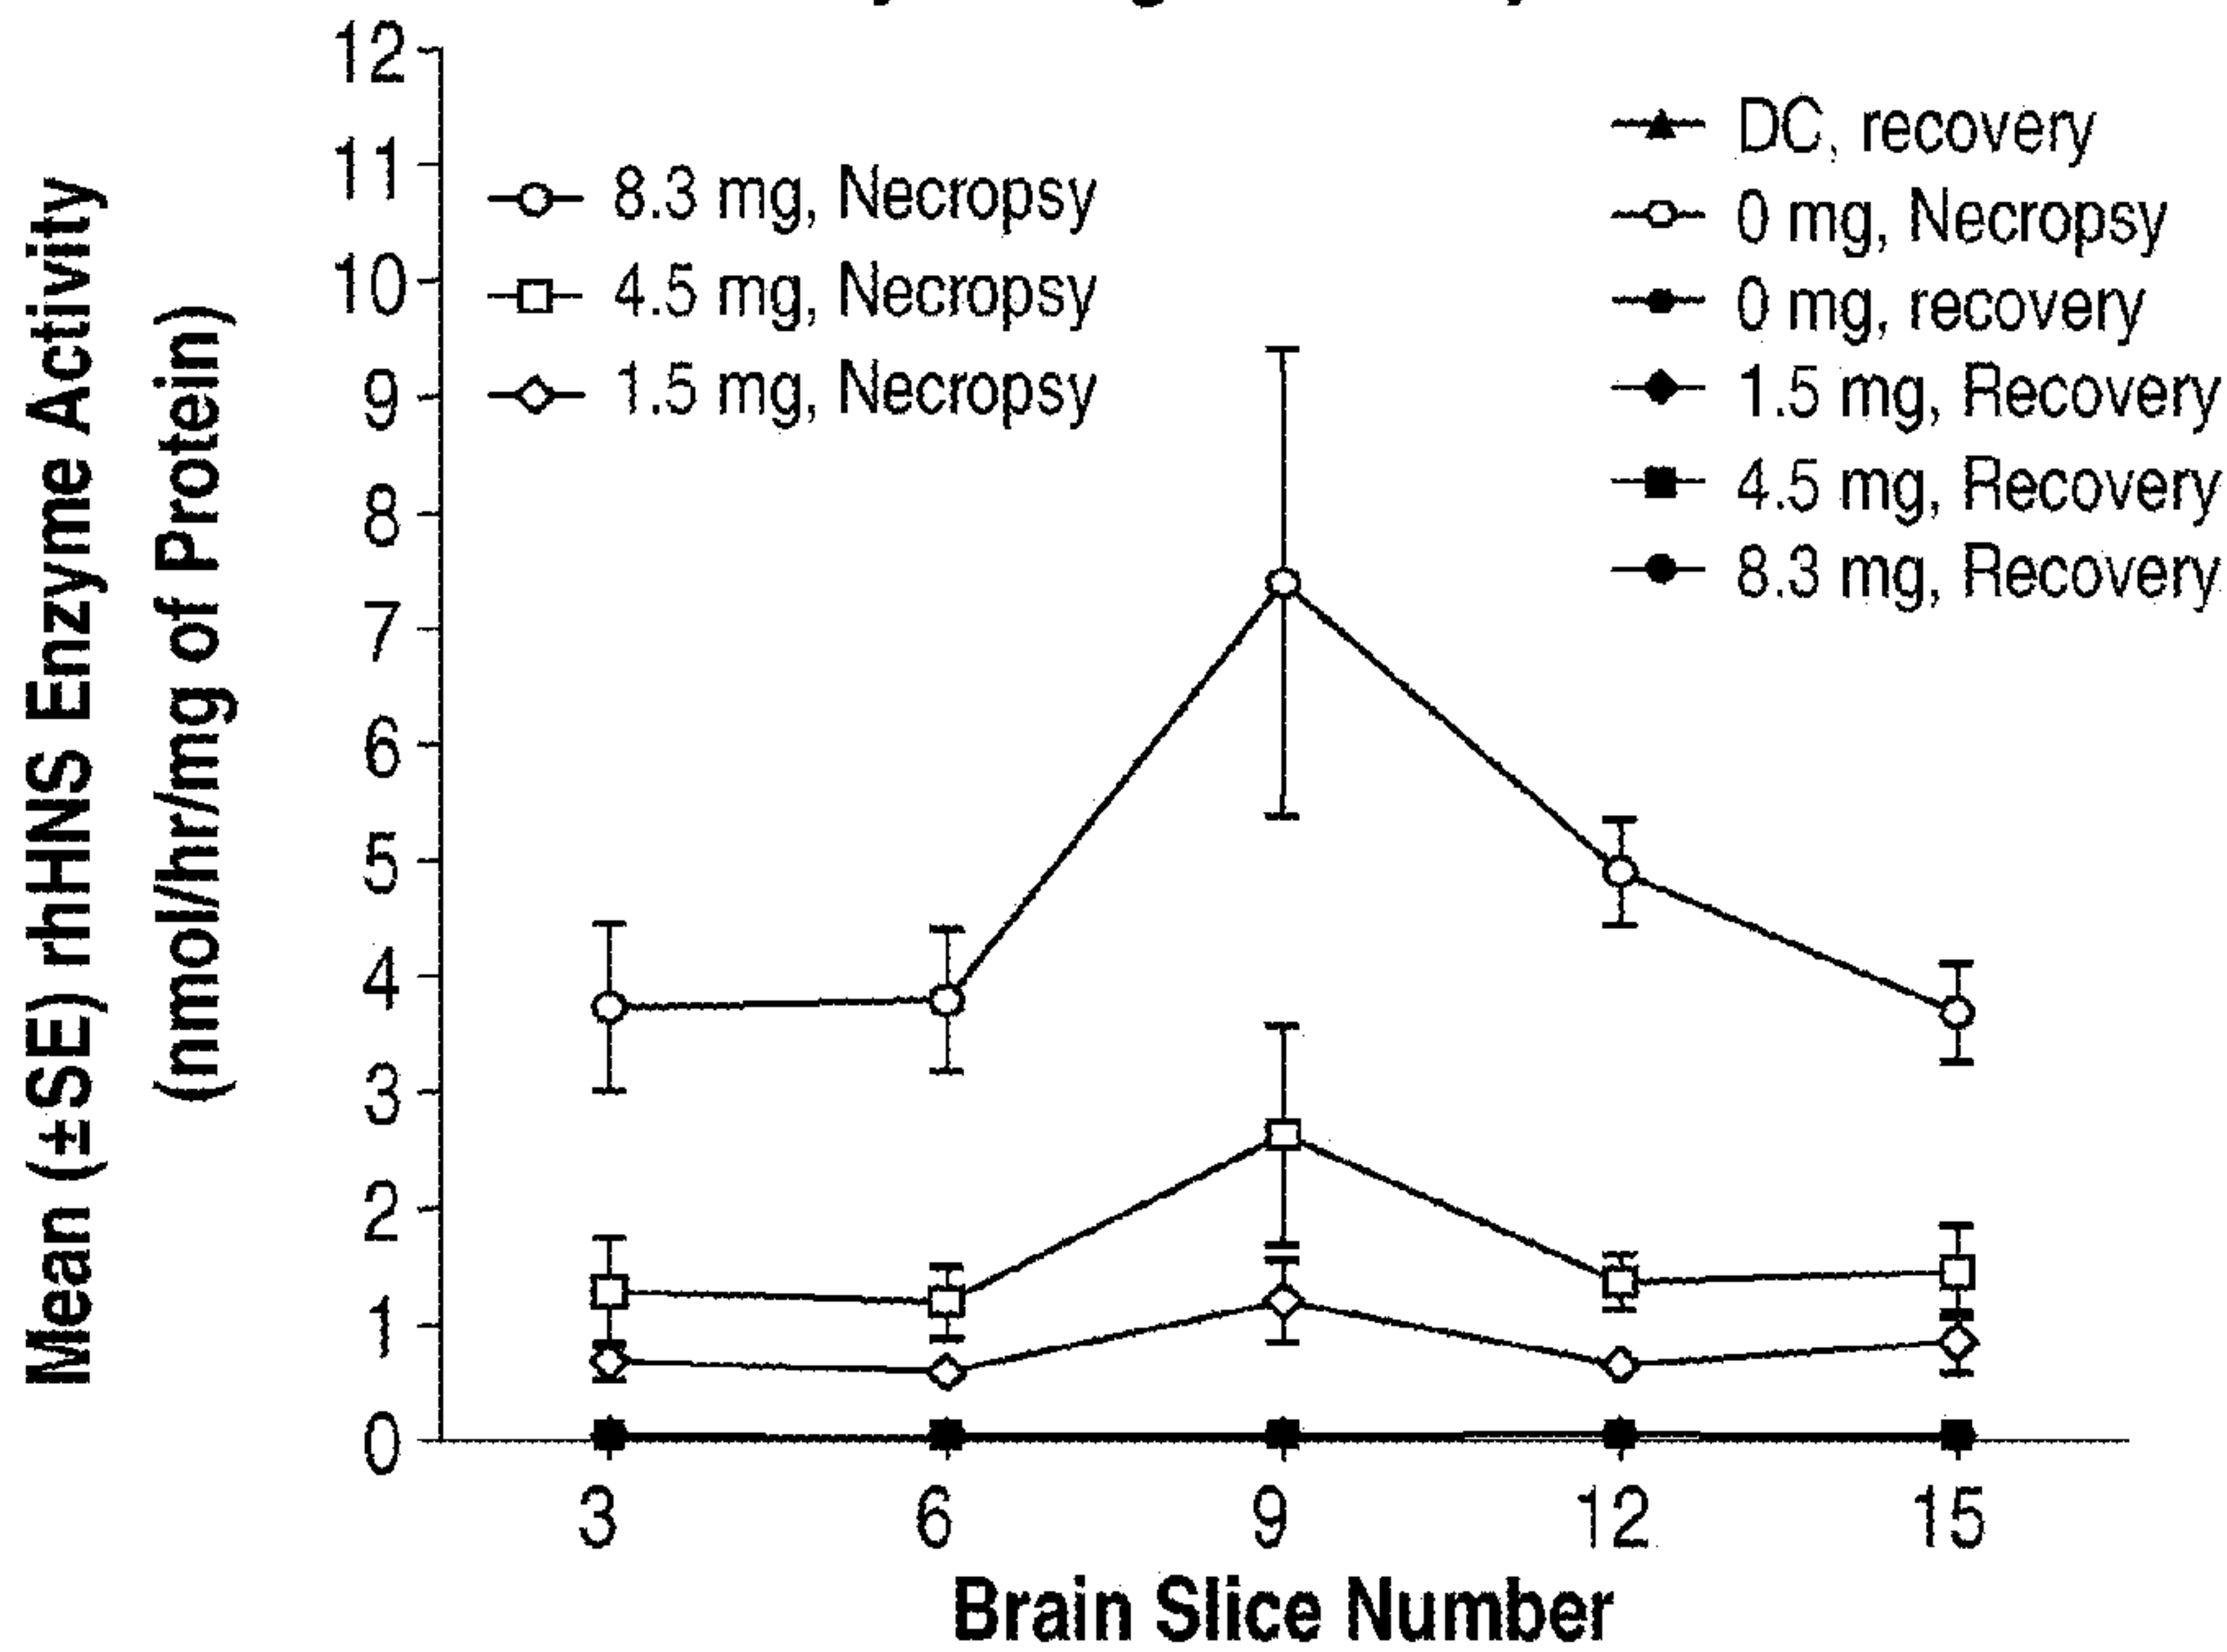 Mean (±SE) rhHNS Enzyme Activity
(nmol/hr/mg of Protein)
12
11
10
9
8
7
6
5
4
3
2
1
0
8.3 mg, Necropsy
4.5 mg, Necropsy
1.5 mg, Necropsy
DC, recovery
0 mg, Necropsy
0 mg, recovery
1.5 mg, Recovery
4.5 mg, Recovery
8.3 mg, Recovery
3 6 9 12 15
Brain Slice Number